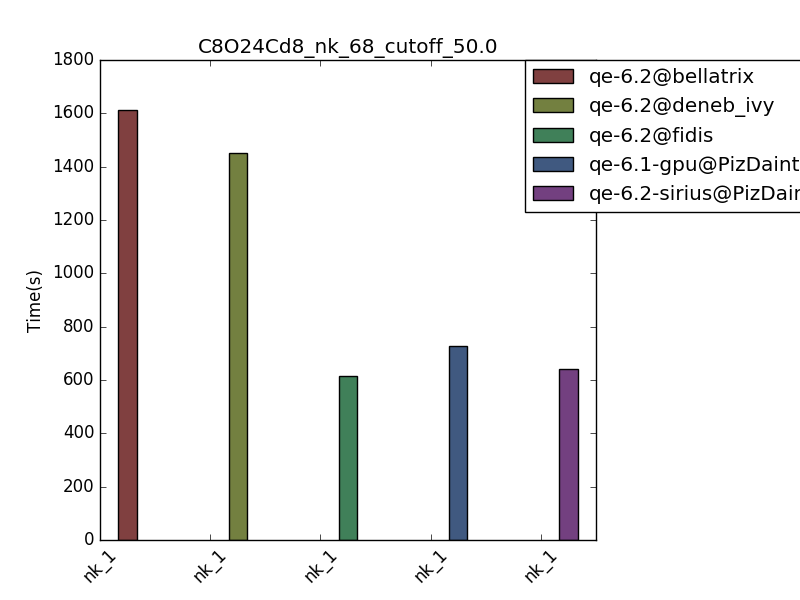 C8O24Cd8_nk_68_cutoff_50.0
1800
1600
1400
1200
1000
800
600
400
200
0
Time(s)
qe-6.2@bellatrix
qe-6.2@deneb_ivy
qe-6.2@fidis
qe-6.1-gpu@PizDaint
qe-6.2-sirius@PizDain
nk_1
nk_1
nk_1
nk_1
nk_1